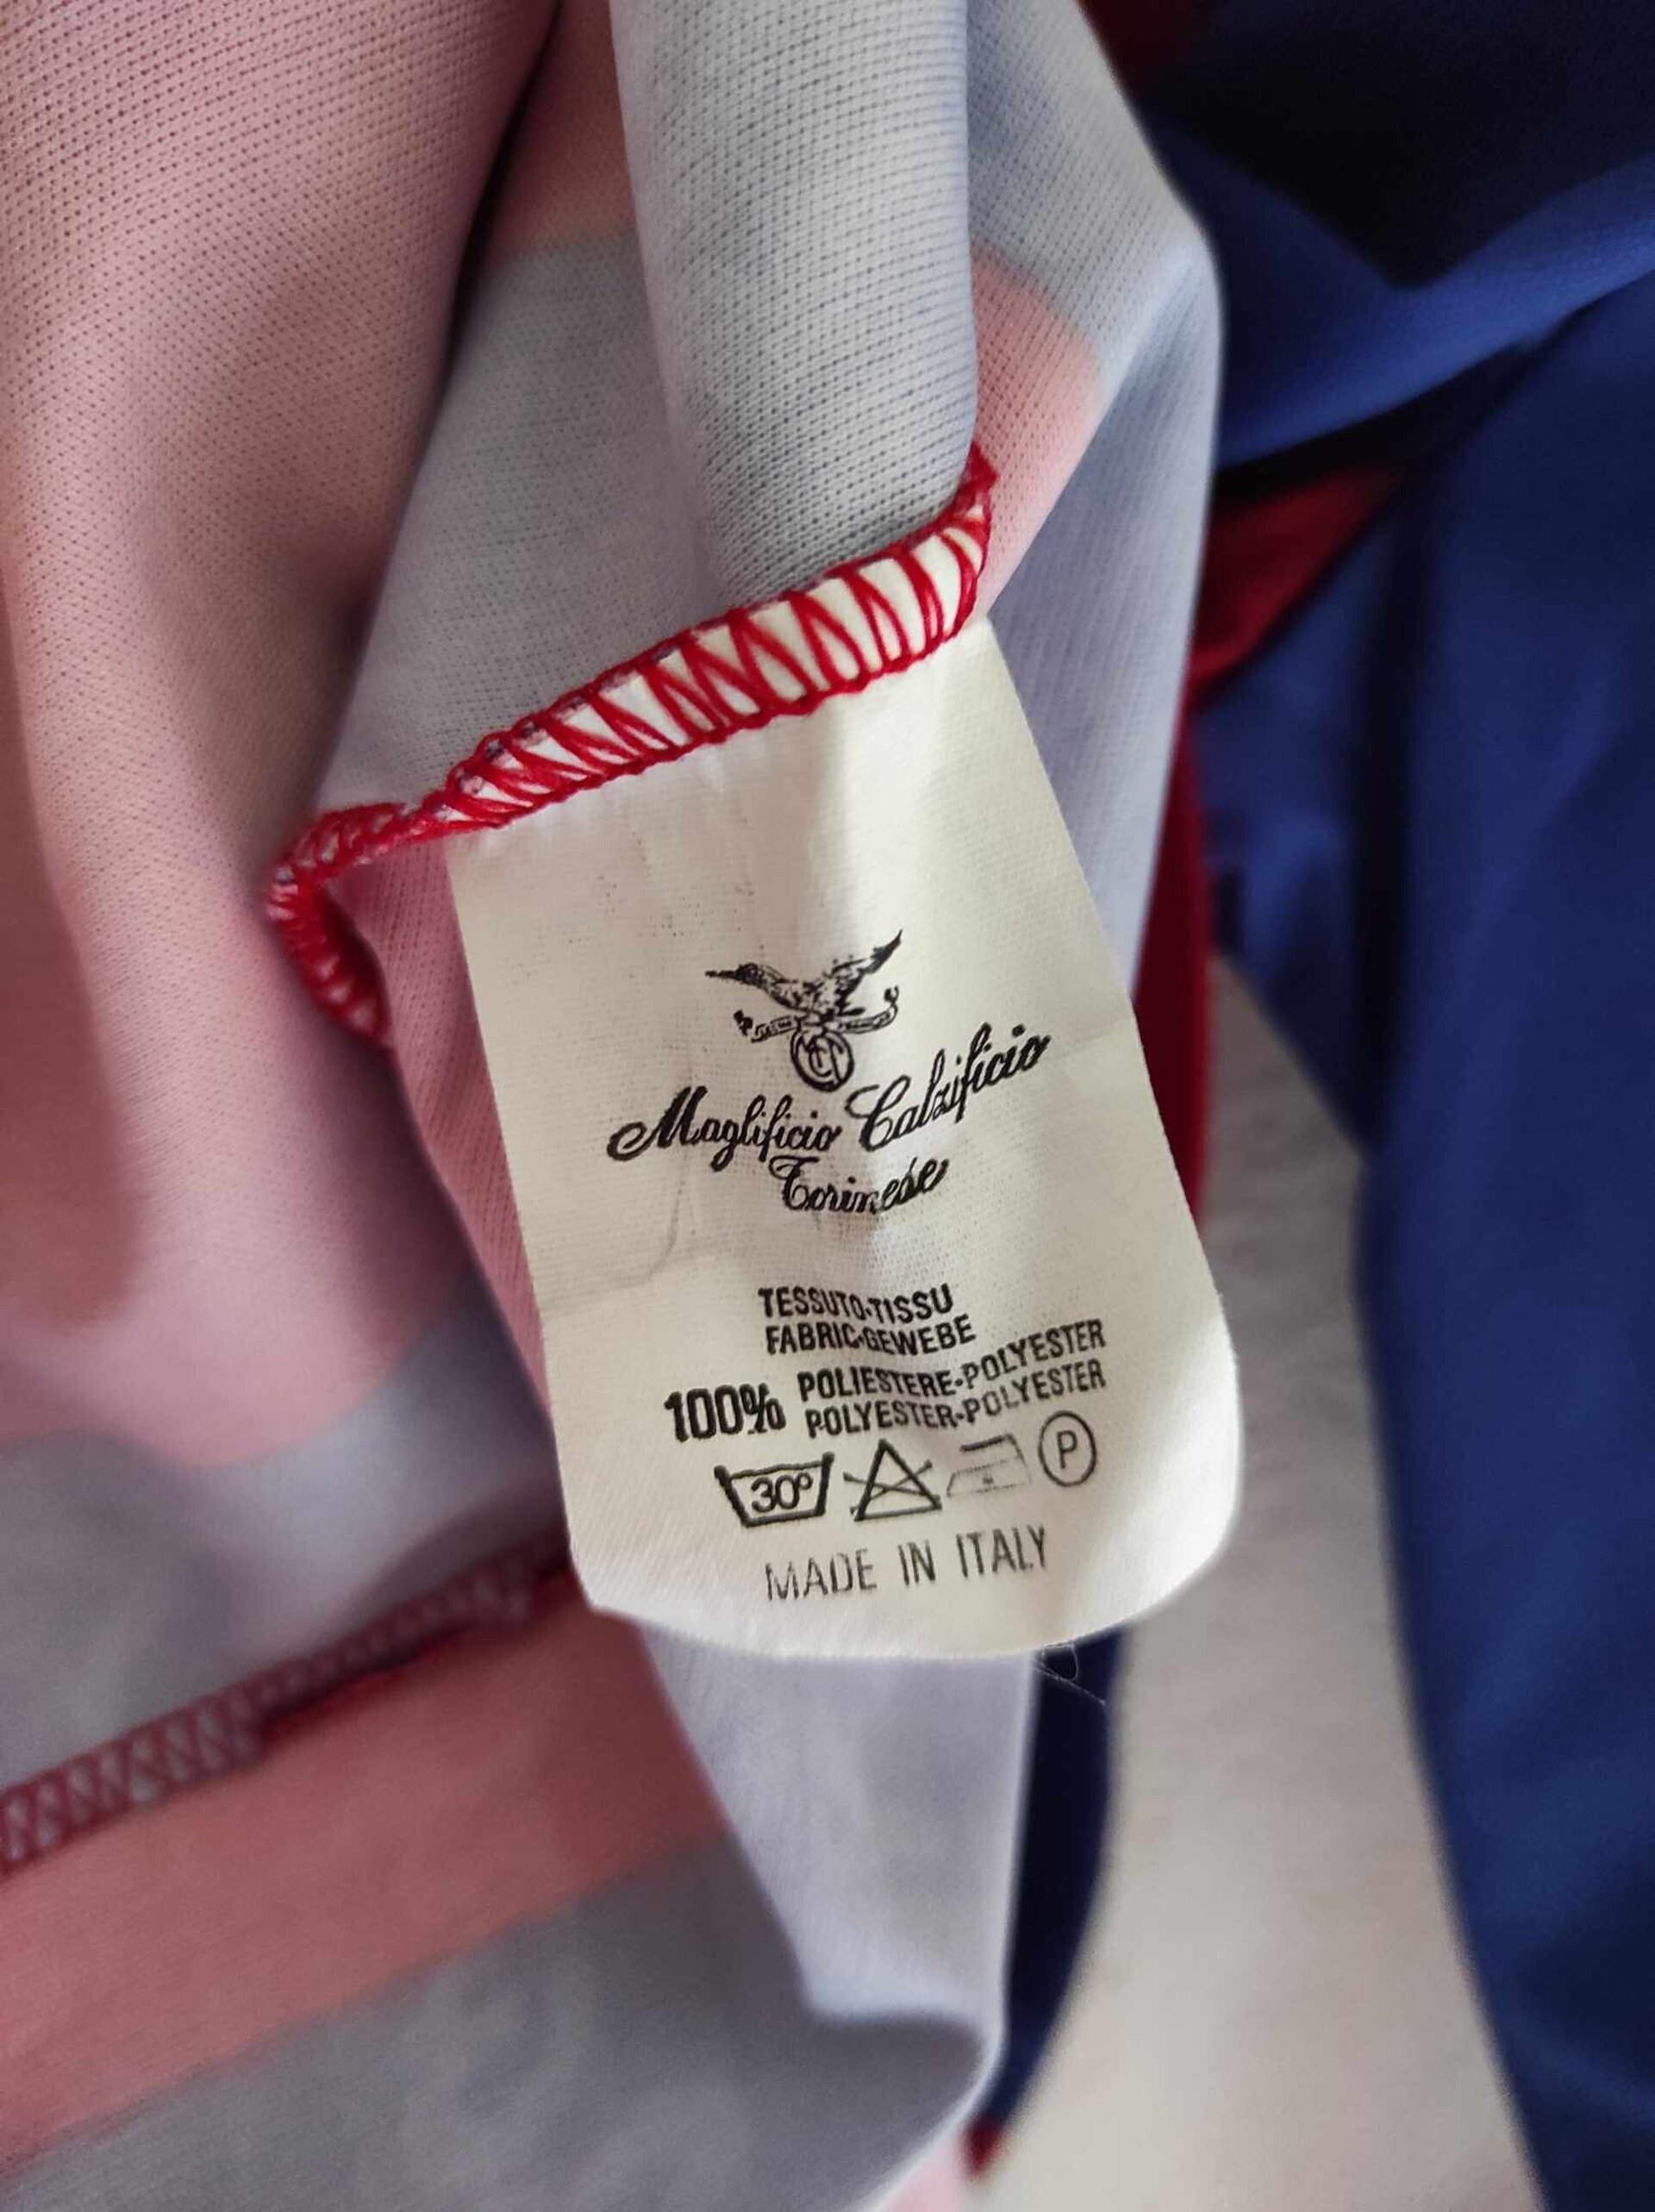 Maglificio Calzificio
Torinese
TESSUTO-TISSU
FABRIC-GEWEBE
100% POLIESTERE-POLYESTER
POLYESTER-POLYESTER
30°
P
MADE IN ITALY